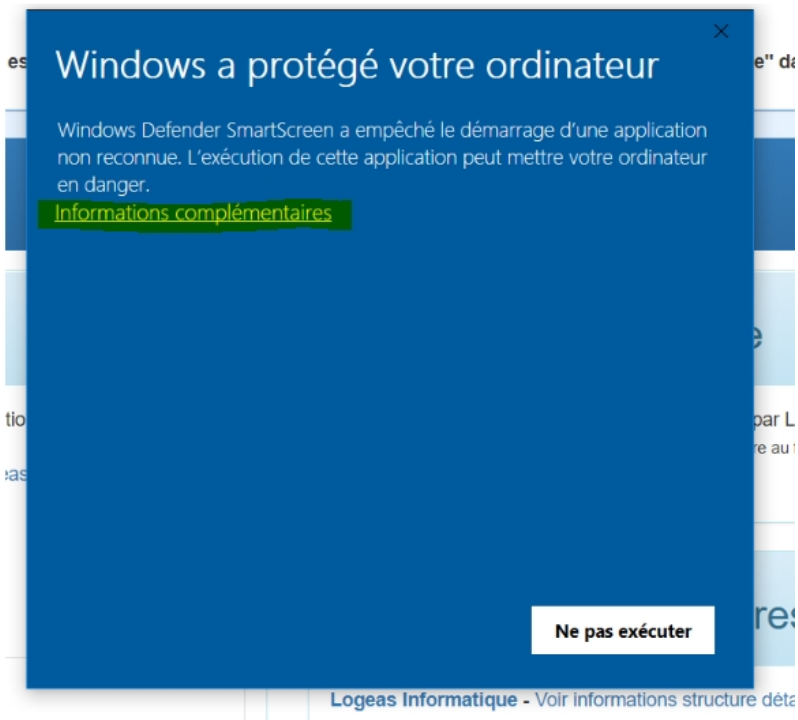 Windows a protégé votre ordinateur
Windows Defender SmartScreen a empêché le démarrage d'une application
non reconnue. L'exécution de cette application peut mettre votre ordinateur
en danger.
Informations complémentaires
par L
Ne pas exécuter
Logeas Informatique - Voir informations structure